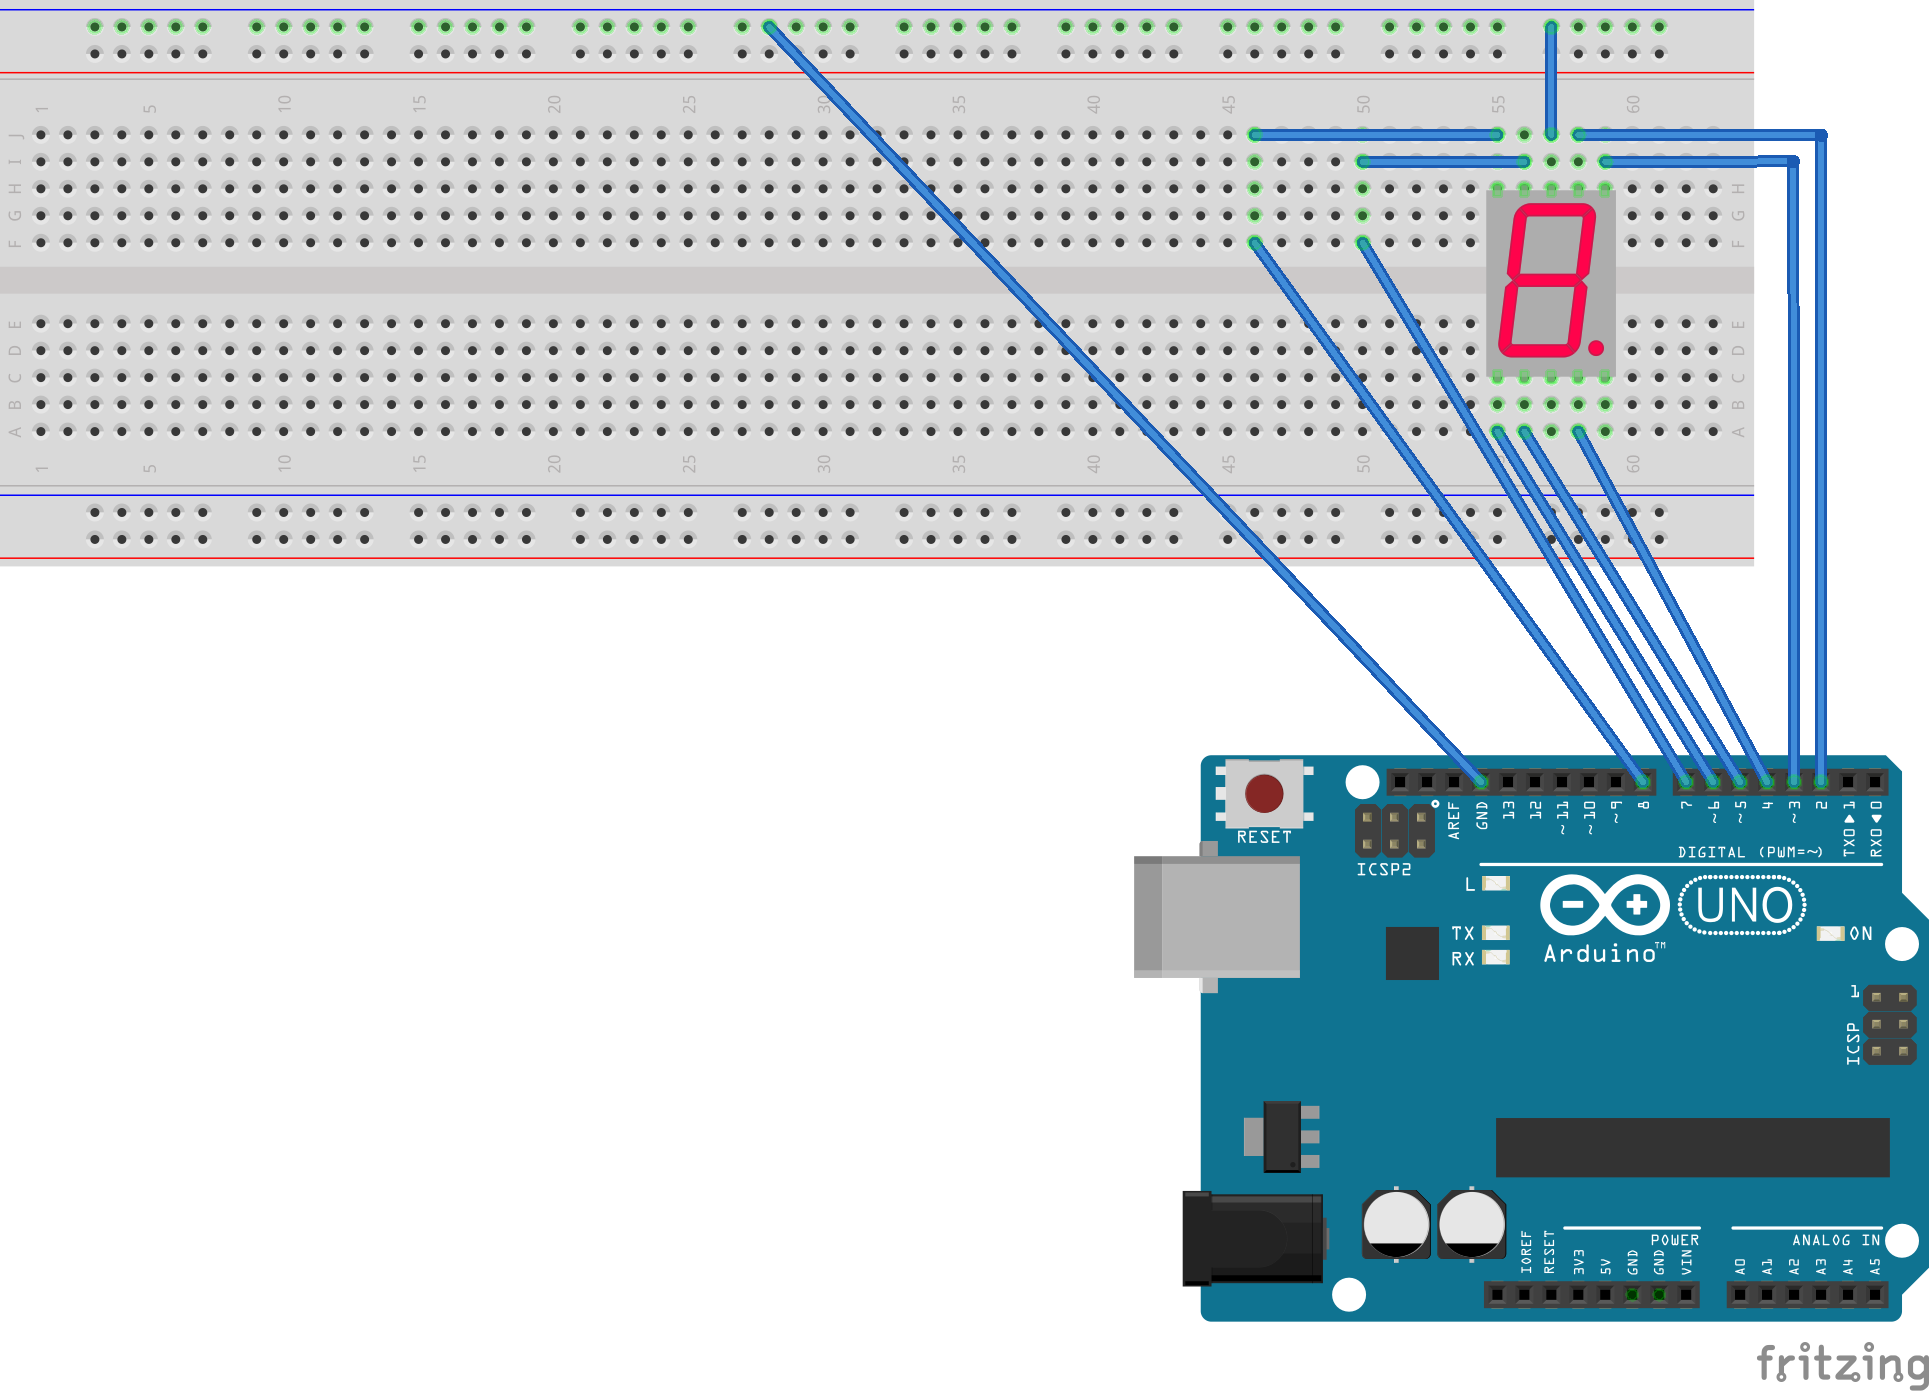 1 5 10 15 20 25 30 35 40 45 50 55 60
J
I
H H
G G
F F
E E
D D
C C
B B
A A
1 5 10 15 20 25 30 35 40 45 50 60
RESET
ICSP2
AREF GND 13 12 ~11 ~10 ~9 8 7 ~6 ~5 4 ~3 2 TX0 1 RX0 0
DIGITAL (PWM=~)
L
TX
RX
Arduino™
UNO
ON
1
ICSP
POWER
ANALOG IN
IOREF RESET 3V3 5V GND GND VIN A0 A1 A2 A3 A4 A5
fritzing